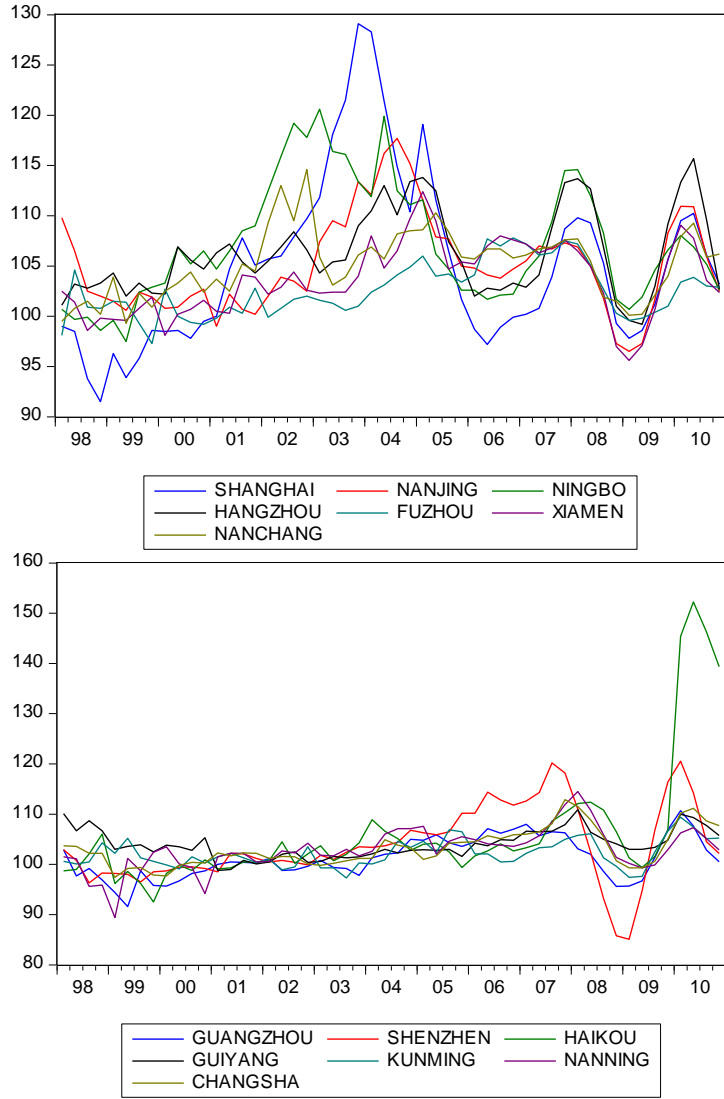 130
125
120
115
110
105
100
95
90
98 99 00 01 02 03 04 05 06 07 08 09 10
SHANGHAI NANJING NINGBO
HANGZHOU FUZHOU XIAMEN
NANCHANG
160
150
140
130
120
110
100
90
80
98 99 00 01 02 03 04 05 06 07 08 09 10
GUANGZHOU SHENZHEN HAIKOU
GUIYANG KUNMING NANNING
CHANGSHA